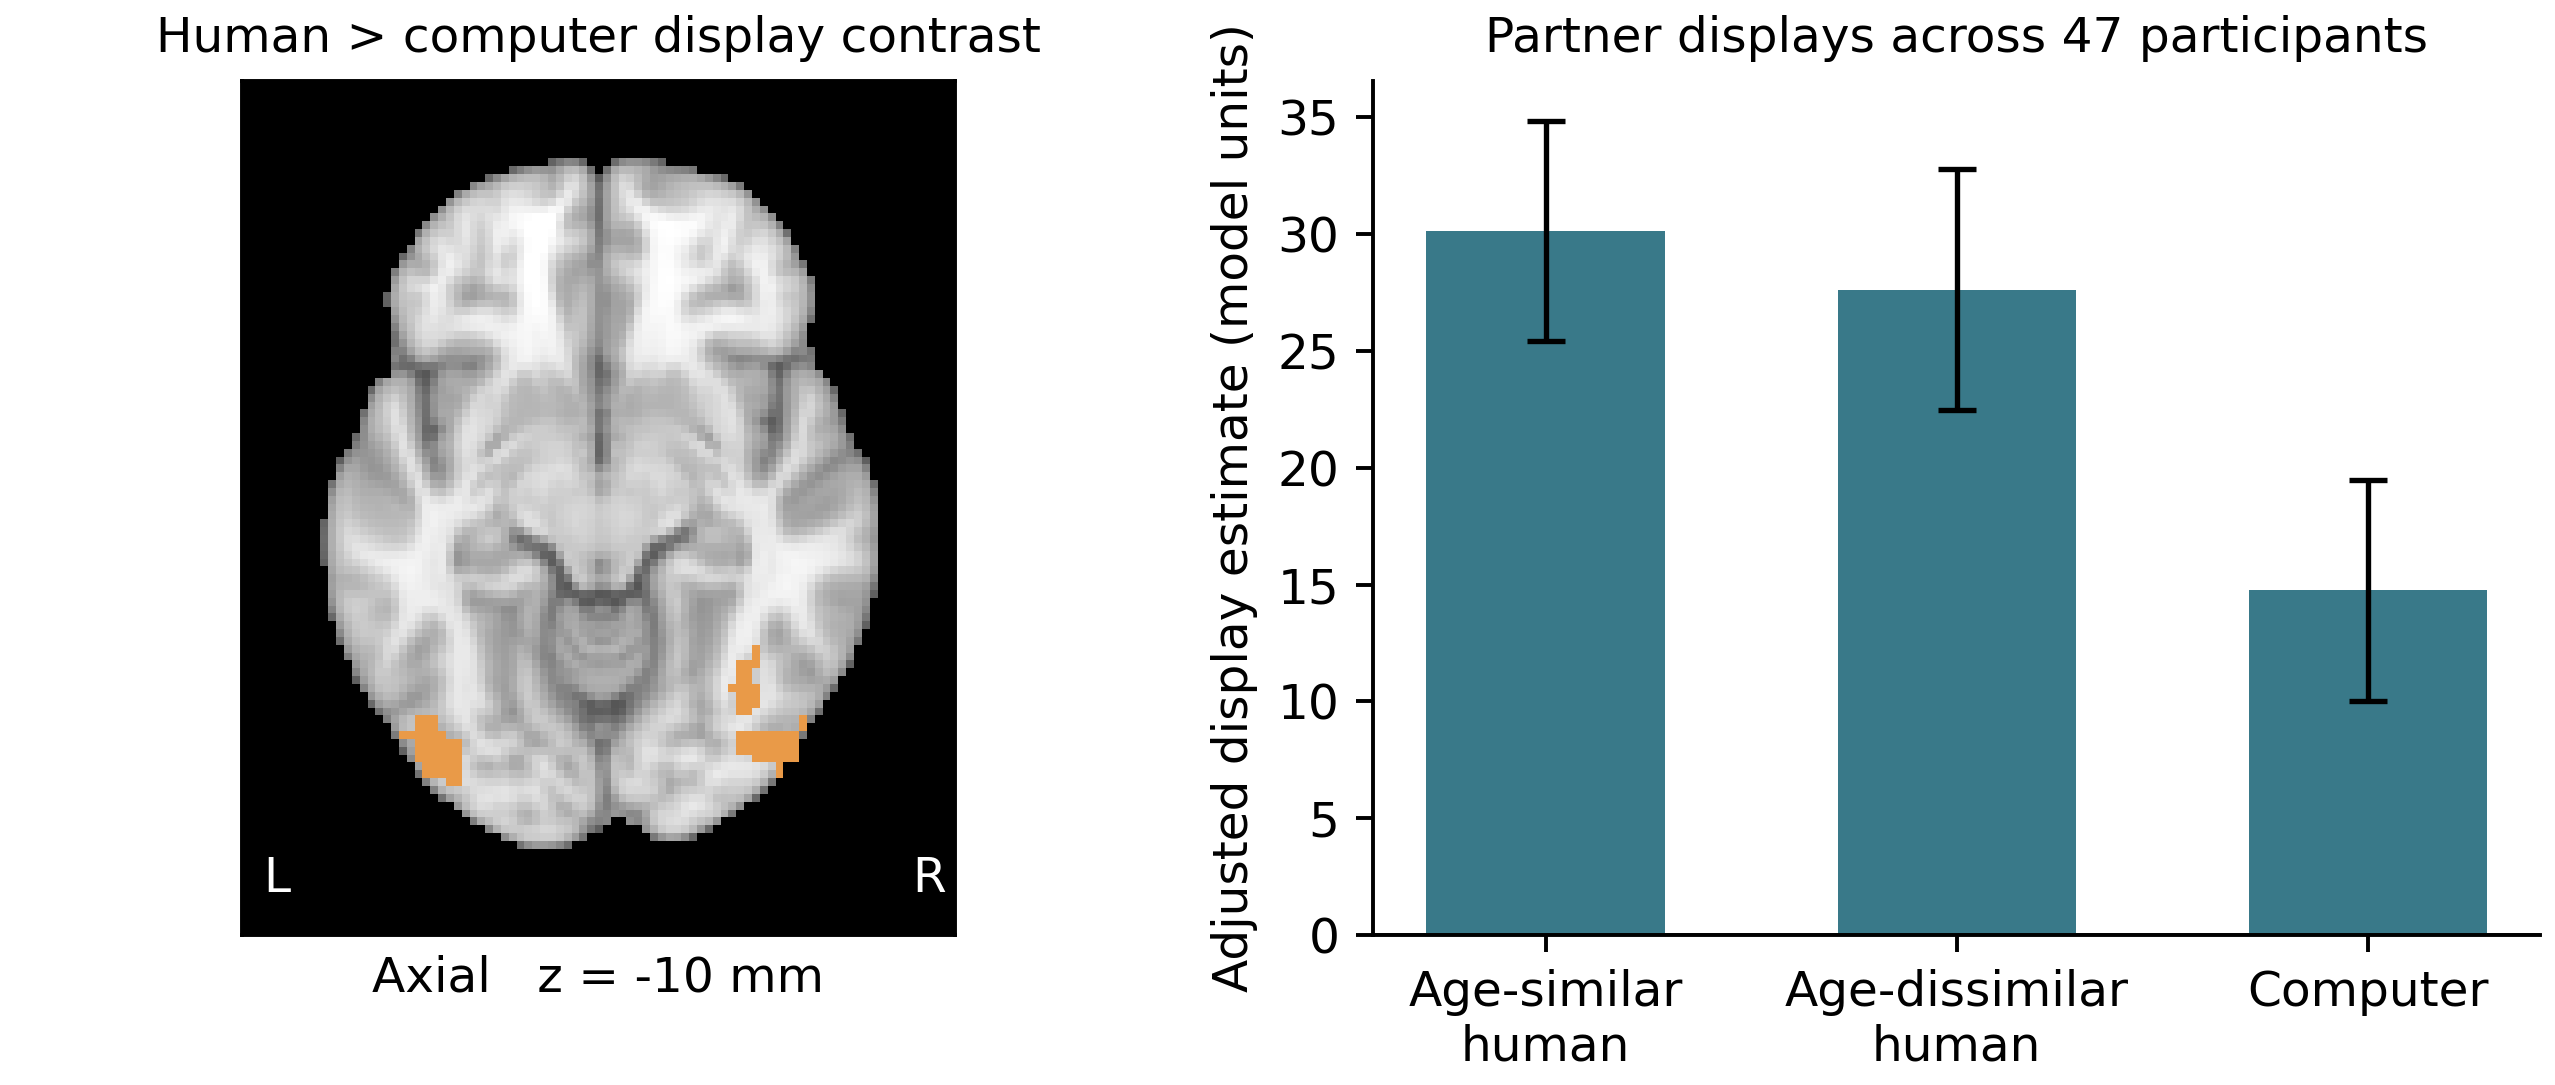 Human > computer display contrast
L
R
Axial   z = -10 mm
Partner displays across 47 participants
Adjusted display estimate (model units)
35
30
25
20
15
10
5
0
Age-similar
human
Age-dissimilar
human
Computer